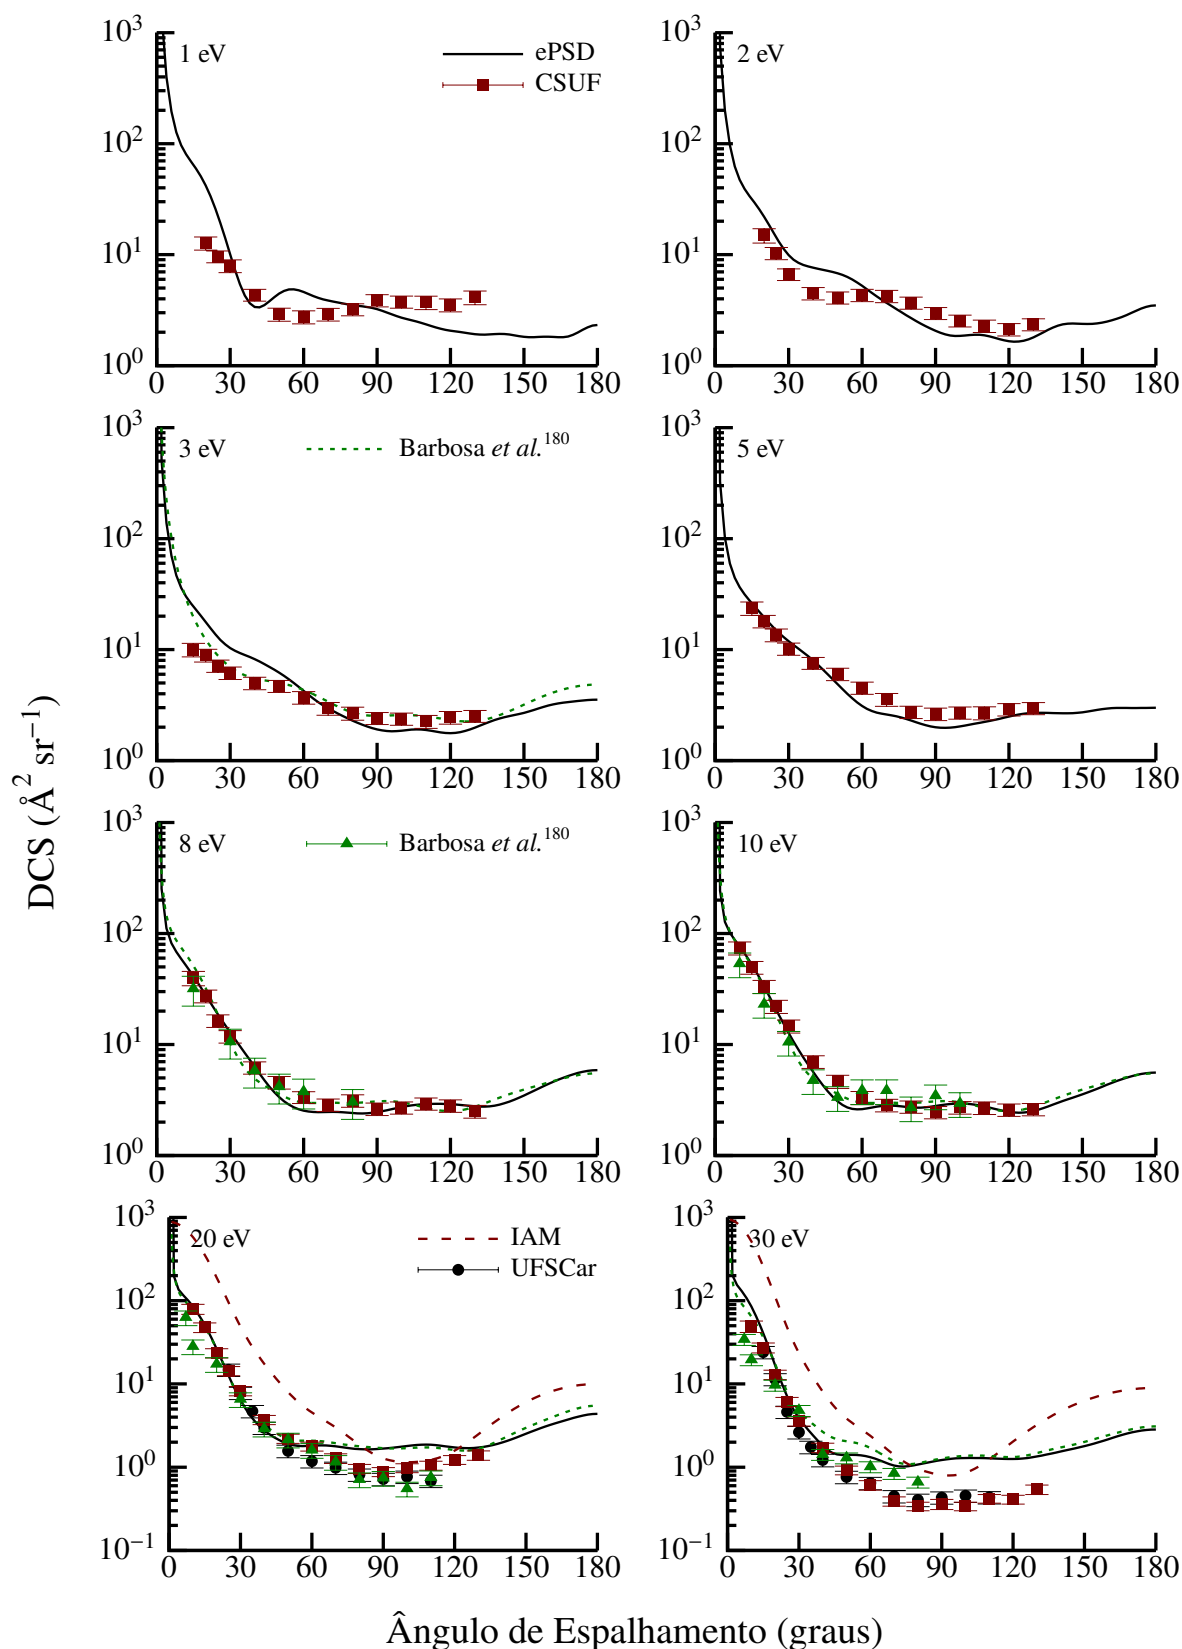 1 eV
ePSD
CSUF
10³
10²
10¹
10⁰
0 30 60 90 120 150 180
2 eV
10³
10²
10¹
10⁰
0 30 60 90 120 150 180
3 eV
Barbosa et al.¹⁸⁰
10³
10²
10¹
10⁰
0 30 60 90 120 150 180
5 eV
10³
10²
10¹
10⁰
0 30 60 90 120 150 180
8 eV
Barbosa et al.¹⁸⁰
10³
10²
10¹
10⁰
0 30 60 90 120 150 180
10 eV
10³
10²
10¹
10⁰
0 30 60 90 120 150 180
20 eV
IAM
UFSCar
10³
10²
10¹
10⁰
10⁻¹
0 30 60 90 120 150 180
30 eV
10³
10²
10¹
10⁰
10⁻¹
0 30 60 90 120 150 180
DCS (Å² sr⁻¹)
Ângulo de Espalhamento (graus)